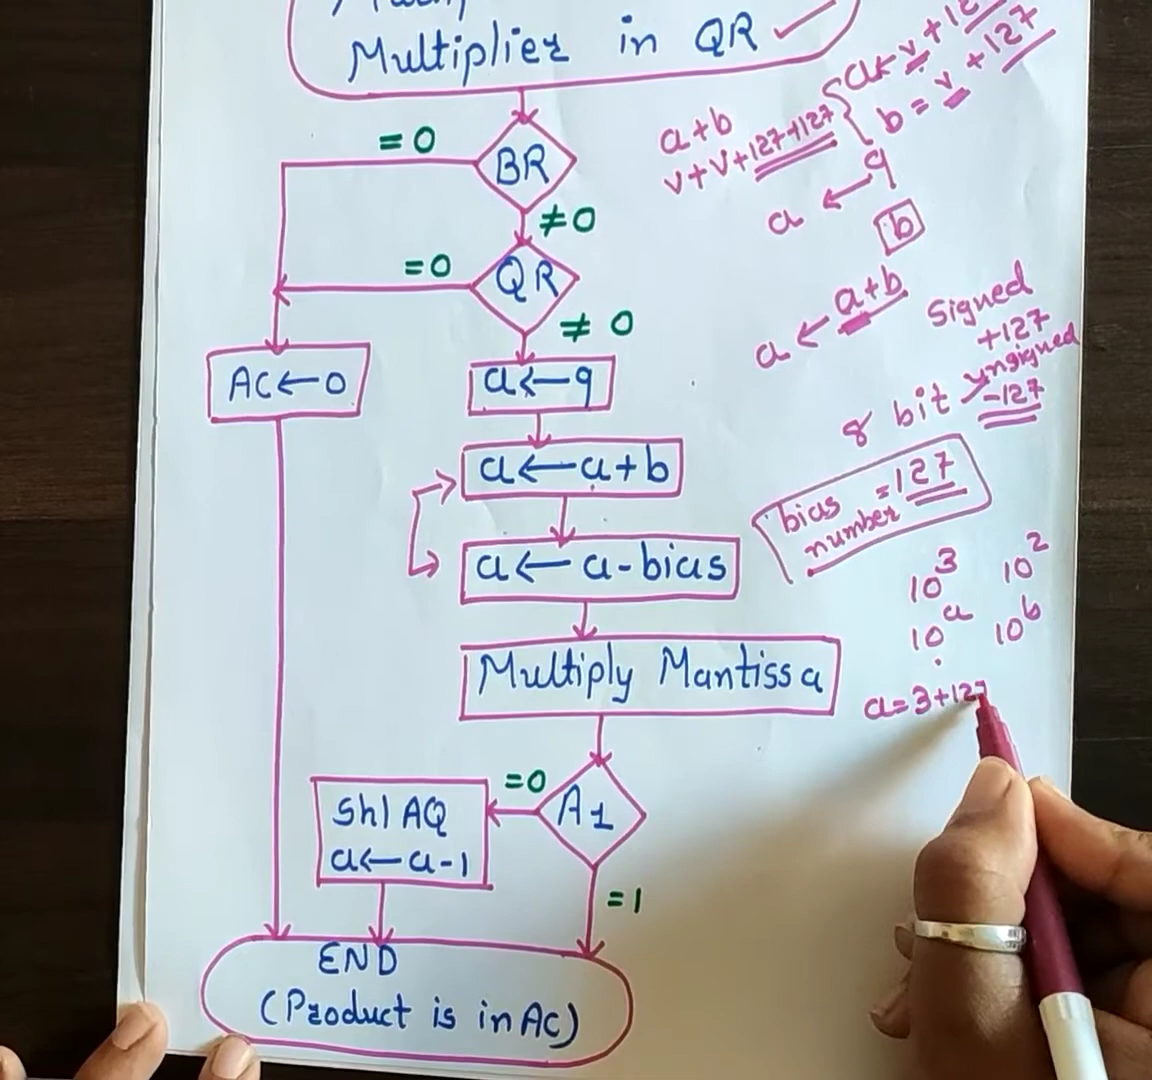 Multiplier in QR
= 0
BR
≠0
=0
QR
≠ 0
AC←0
a←q
a←a+b
a←a-bias
Multiply Mantissa
=0
A1
Shl AQ
a←a-1
=1
END
(Product is in AC)
a+b
v+v+127+127
b = v + 127
a ← q
b
a ← a+b
Signed
+127
8 bit unsigned
-127
bias
number =127
10³ 10²
10ᵃ 10ᵇ
a=3+127